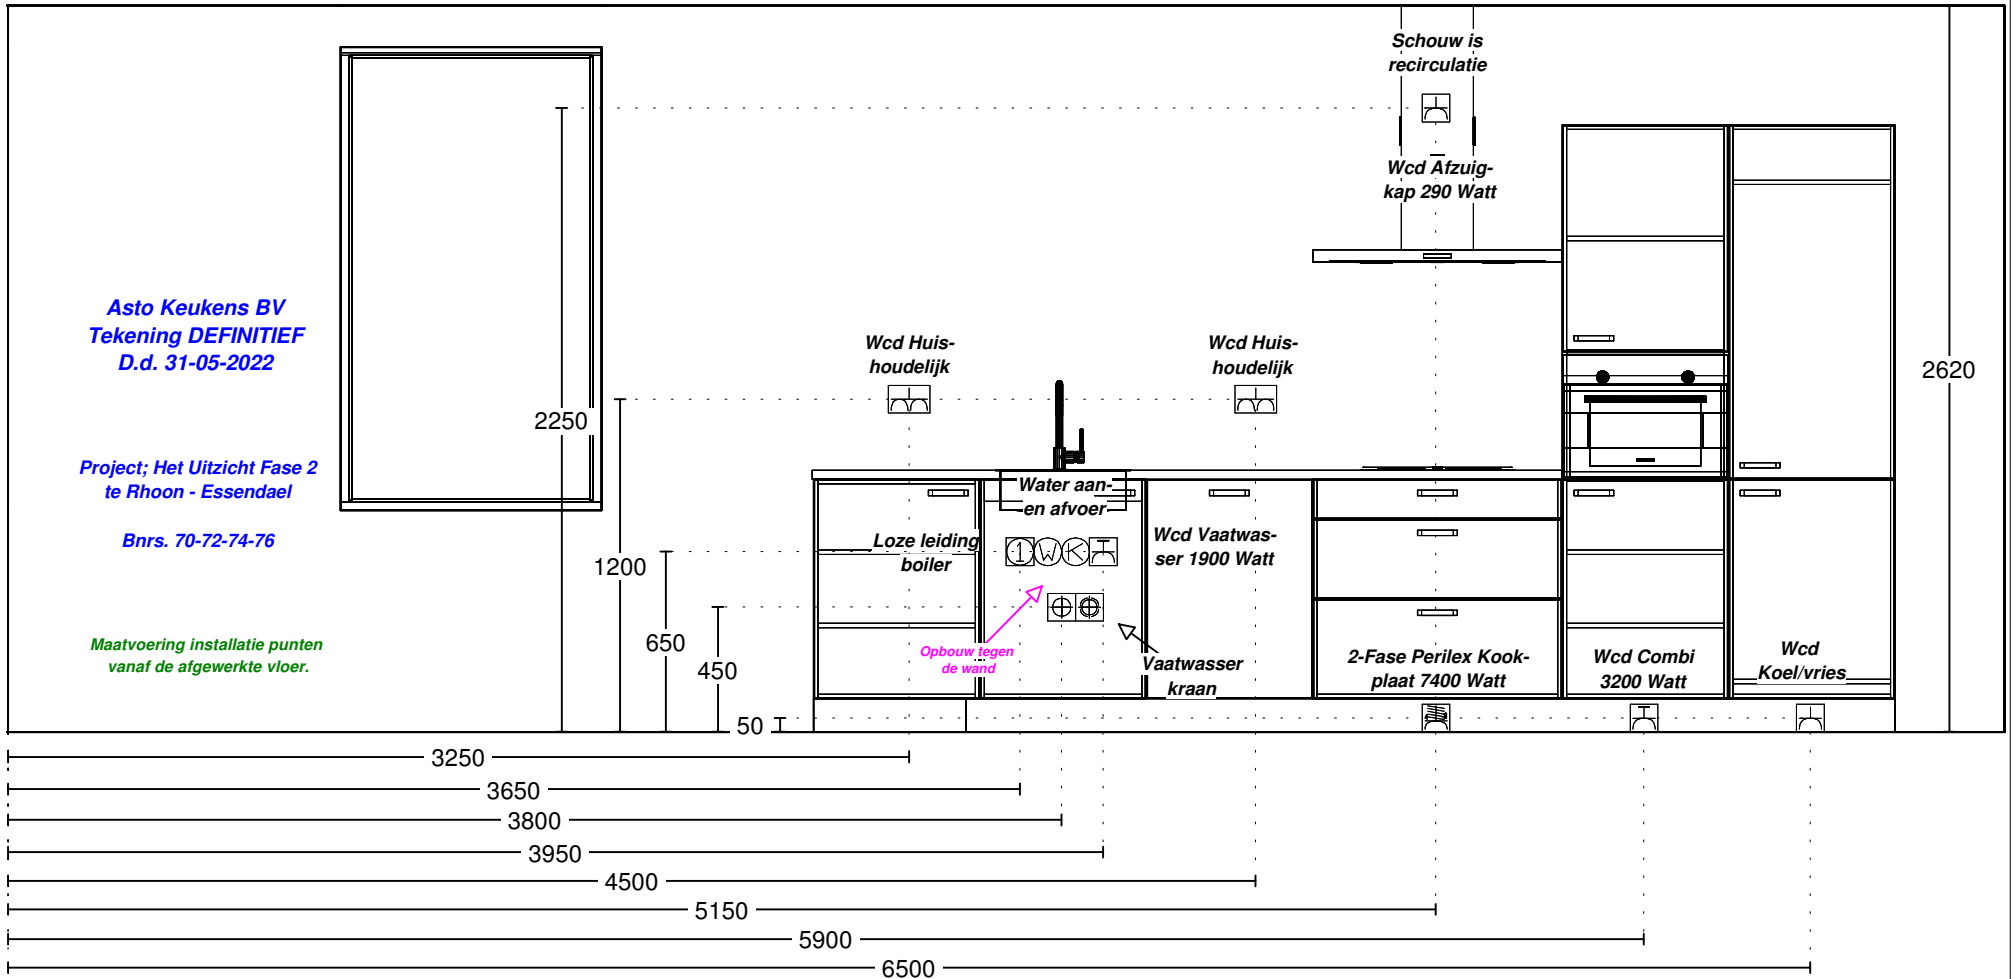 Schouw is
recirculatie
Wcd Afzuig-
kap 290 Watt
Asto Keukens BV
Tekening DEFINITIEF
D.d. 31-05-2022
Project; Het Uitzicht Fase 2
te Rhoon - Essendael
Bnrs. 70-72-74-76
Maatvoering installatie punten
vanaf de afgewerkte vloer.
Wcd Huis-
houdelijk
Wcd Huis-
houdelijk
2620
2250
1200
650
450
50
Water aan-
en afvoer
Loze leiding
boiler
1 W K
Wcd Vaatwas-
ser 1900 Watt
Opbouw tegen
de wand
Vaatwasser
kraan
2-Fase Perilex Kook-
plaat 7400 Watt
Wcd Combi
3200 Watt
Wcd
Koel/vries
3250
3650
3800
3950
4500
5150
5900
6500